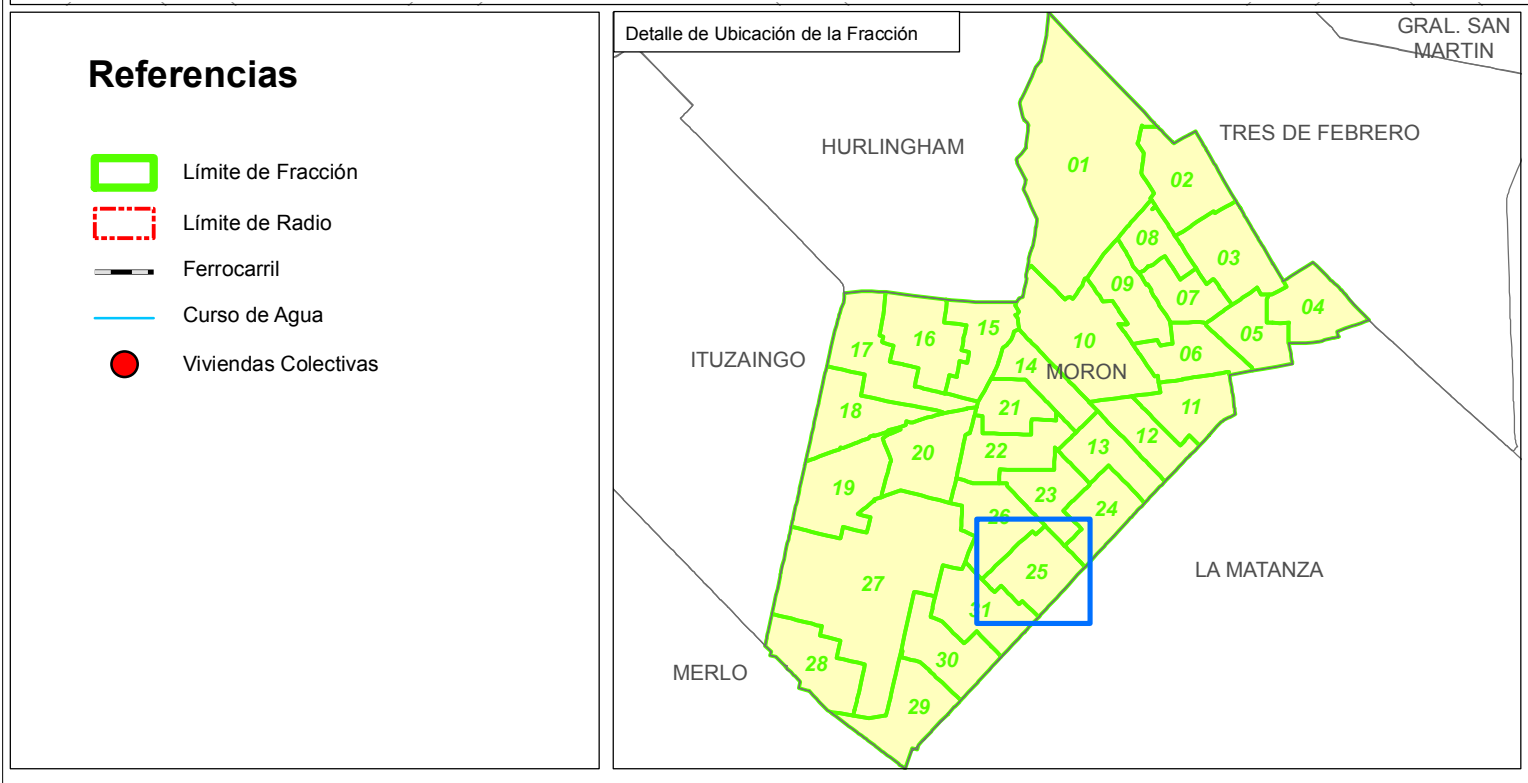 Referencias
Límite de Fracción
Límite de Radio
Ferrocarril
Curso de Agua
Viviendas Colectivas
Detalle de Ubicación de la Fracción
GRAL. SAN
MARTIN
HURLINGHAM
TRES DE FEBRERO
01
02
08
03
09
07
04
15
16
10
05
17
14
06
ITUZAINGO
MORON
18
21
11
12
20
22
13
19
23
24
26
25
LA MATANZA
27
31
28
30
MERLO
29